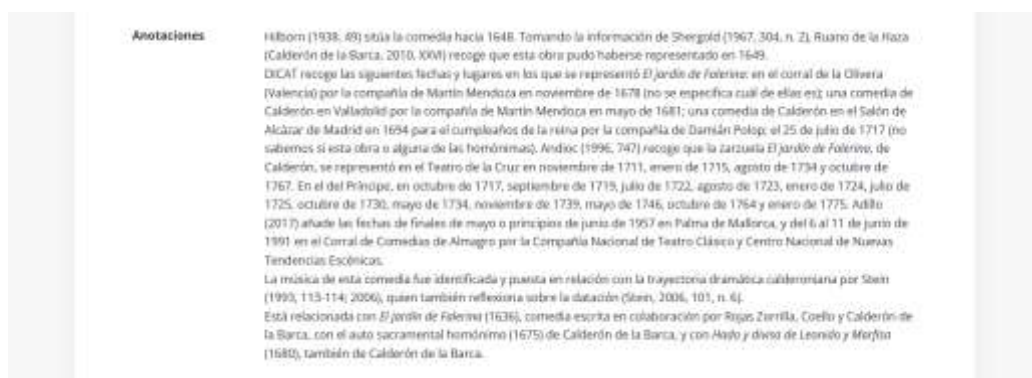 Anotaciones
Hilborn (1938, 49) sitúa la comedia hacia 1648. Tomando la información de Shergold (1967, 304, n. 2), Ruano de la Haza
(Calderón de la Barca, 2010, XXVI) recoge que esta obra pudo haberse representado en 1649.
DICAT recoge las siguientes fechas y lugares en los que se representó El jardín de Falerina: en el corral de la Olivera
(Valencia) por la compañía de Martín Mendoza en noviembre de 1678 (no se especifica cuál de ellas es); una comedia de
Calderón en Valladolid por la compañía de Martín Mendoza en mayo de 1681; una comedia de Calderón en el Salón de
Alcázar de Madrid en 1694 para el cumpleaños de la reina por la compañía de Damián Polop; el 25 de julio de 1717 (no
sabemos si esta obra o alguna de las homónimas). Andioc (1996, 747) recoge que la zarzuela El jardín de Falerina, de
Calderón, se representó en el Teatro de la Cruz en noviembre de 1711, enero de 1715, agosto de 1734 y octubre de
1767. En el del Príncipe, en octubre de 1717, septiembre de 1719, julio de 1722, agosto de 1723, enero de 1724, julio de
1725, octubre de 1730, mayo de 1734, noviembre de 1739, mayo de 1746, octubre de 1764 y enero de 1775. Adillo
(2017) añade las fechas de finales de mayo o principios de junio de 1957 en Palma de Mallorca, y del 6 al 11 de junio de
1991 en el Corral de Comedias de Almagro por la Compañía Nacional de Teatro Clásico y Centro Nacional de Nuevas
Tendencias Escénicas.
La música de esta comedia fue identificada y puesta en relación con la trayectoria dramática calderoniana por Stein
(1993, 113-114; 2006), quien también reflexiona sobre la datación (Stein, 2006, 101, n. 6).
Está relacionada con El jardín de Falerina (1636), comedia escrita en colaboración por Rojas Zorrilla, Coello y Calderón de
la Barca, con el auto sacramental homónimo (1675) de Calderón de la Barca, y con Hado y divisa de Leonido y Marfisa
(1680), también de Calderón de la Barca.